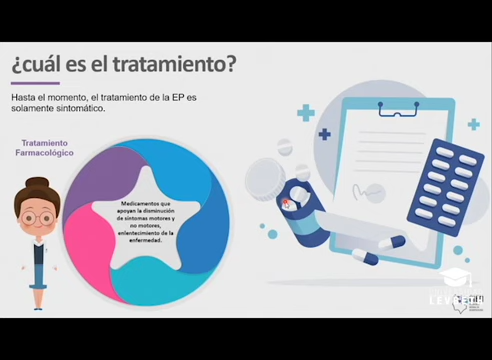 ¿cuál es el tratamiento?
Hasta el momento, el tratamiento de la EP es
solamente sintomático.
Tratamiento
Farmacológico
Medicamentos que
apoyan la disminución
de síntomas motores y
no motores,
enlentecimiento de la
enfermedad.